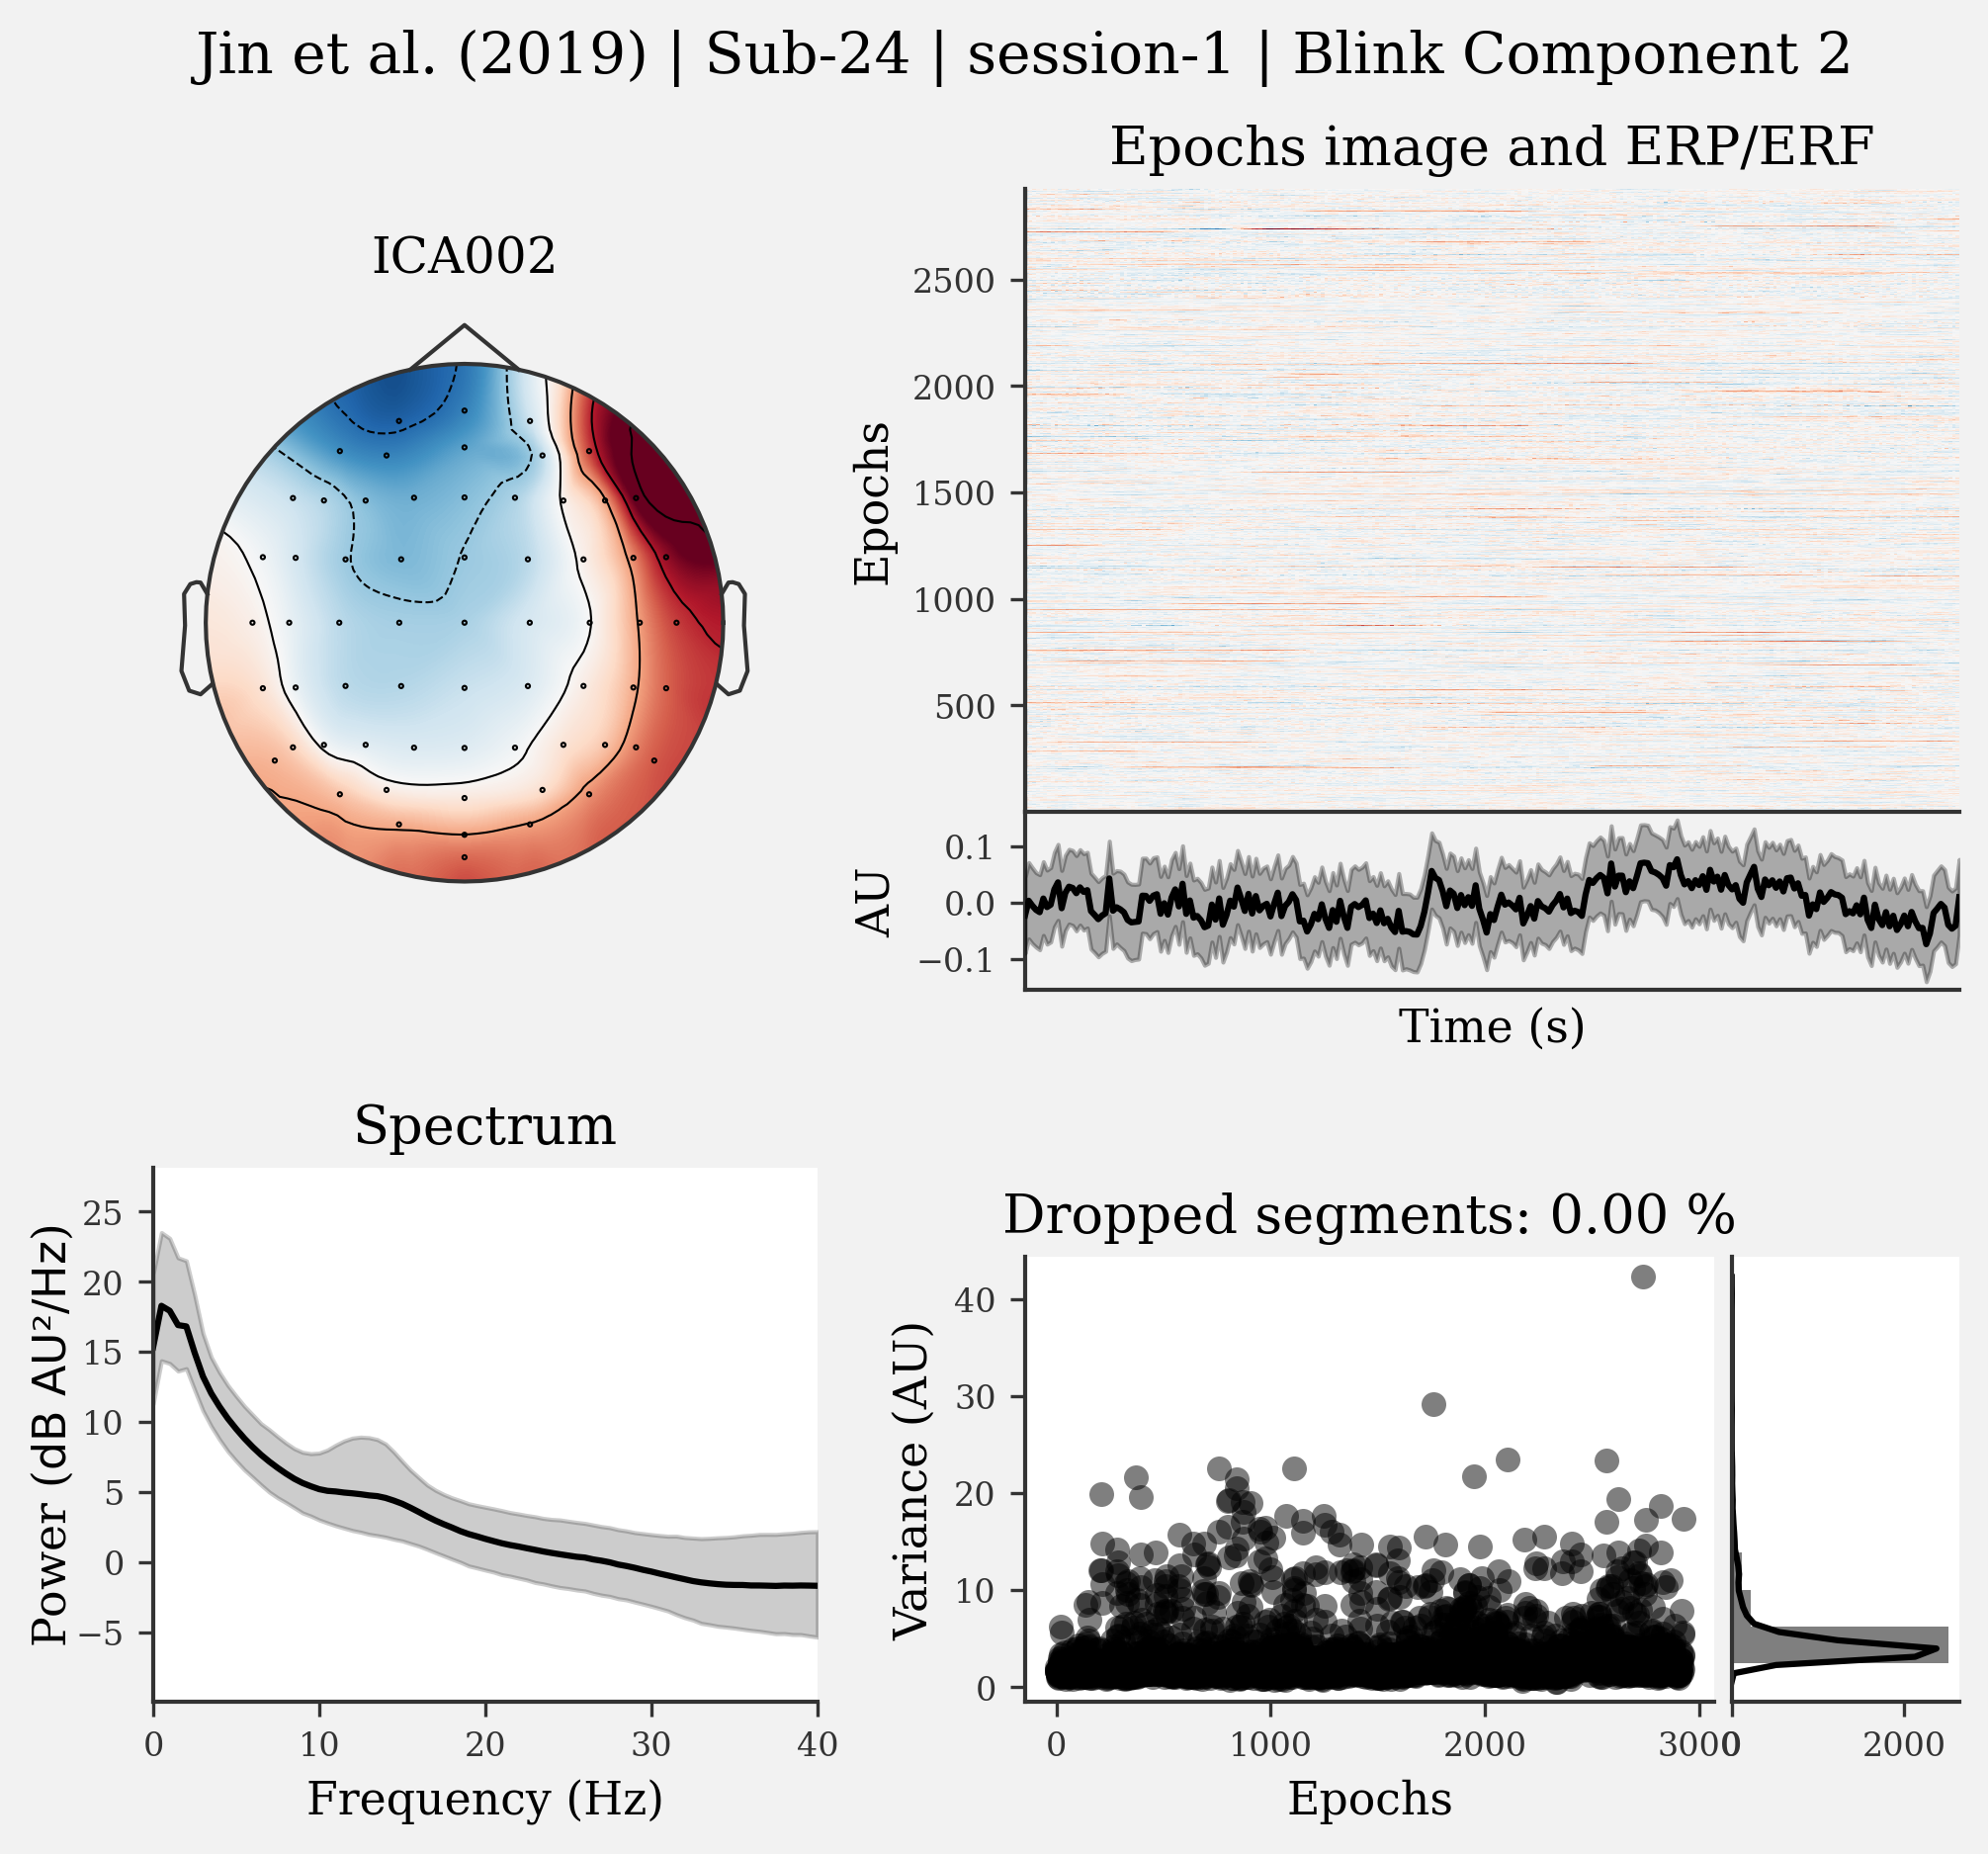 Jin et al. (2019) | Sub-24 | session-1 | Blink Component 2
ICA002
Epochs image and ERP/ERF
Epochs
2500
2000
1500
1000
500
AU
0.1
0.0
−0.1
Time (s)
Spectrum
Power (dB AU²/Hz)
25
20
15
10
5
0
−5
0 10 20 30 40
Frequency (Hz)
Dropped segments: 0.00 %
Variance (AU)
40
30
20
10
0
0 1000 2000 3000
0 2000
Epochs